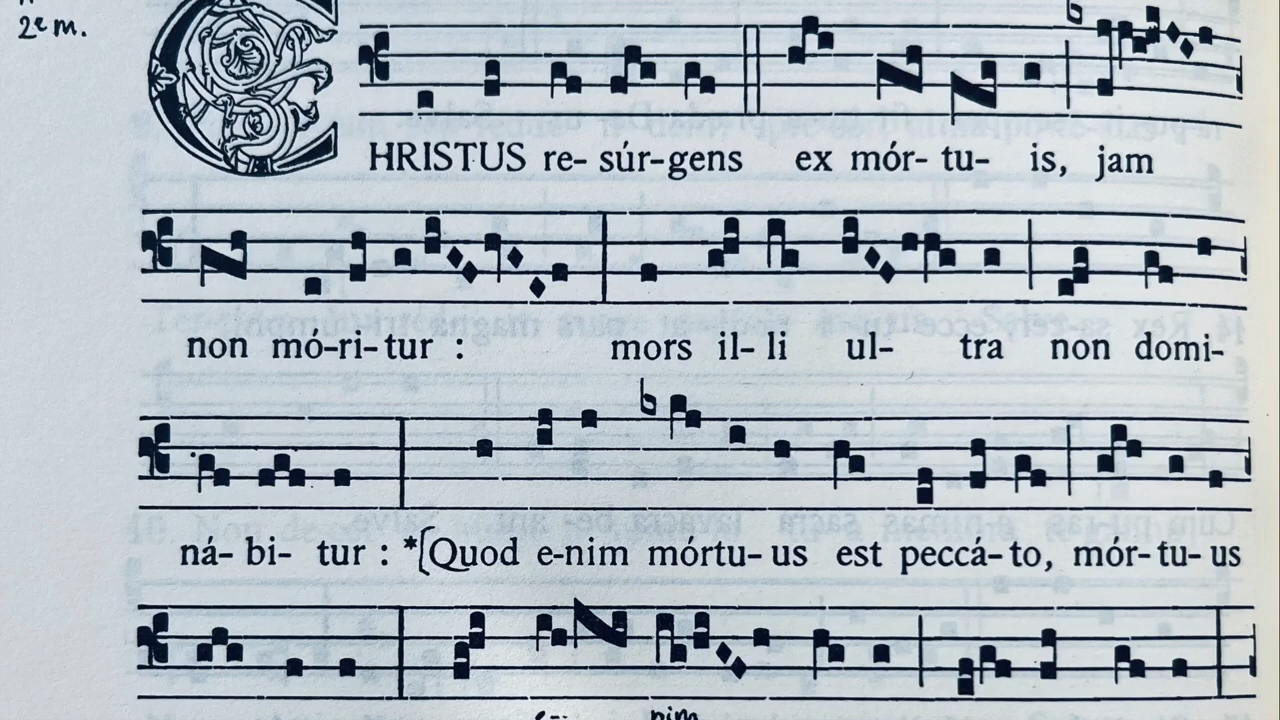 2ᵉ m.
CHRISTUS re- súr-gens ex mór- tu- is, jam
non mó-ri- tur : mors il- li ul- tra non domi-
ná- bi- tur : *[Quod e-nim mórtu- us est peccá- to, mór- tu- us